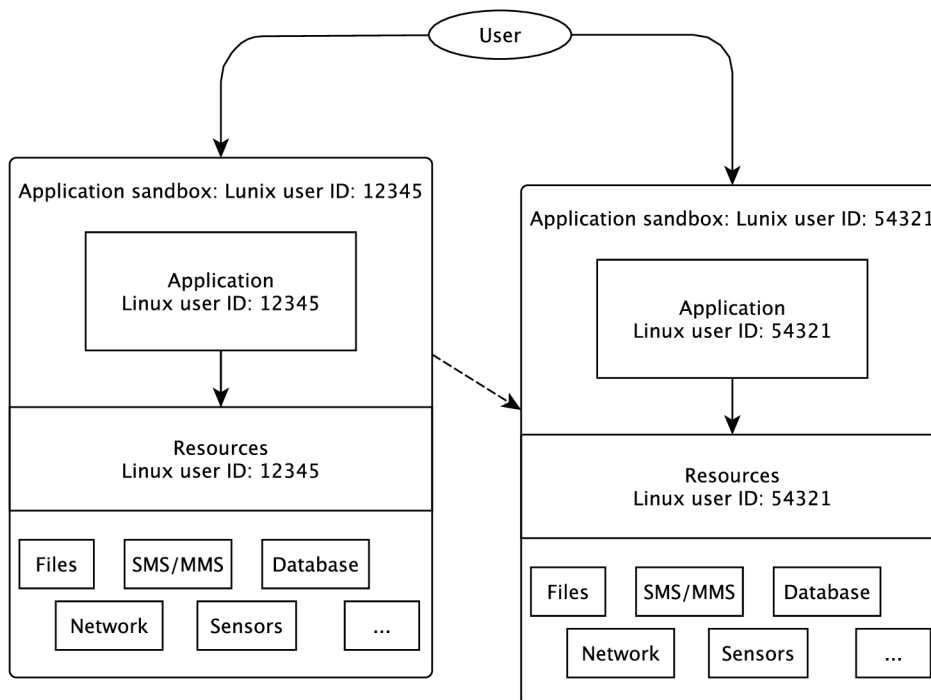 User
Application sandbox: Lunix user ID: 12345
Application
Linux user ID: 12345
Resources
Linux user ID: 12345
Files
SMS/MMS
Database
Network
Sensors
...
Application sandbox: Lunix user ID: 54321
Application
Linux user ID: 54321
Resources
Linux user ID: 54321
Files
SMS/MMS
Database
Network
Sensors
...